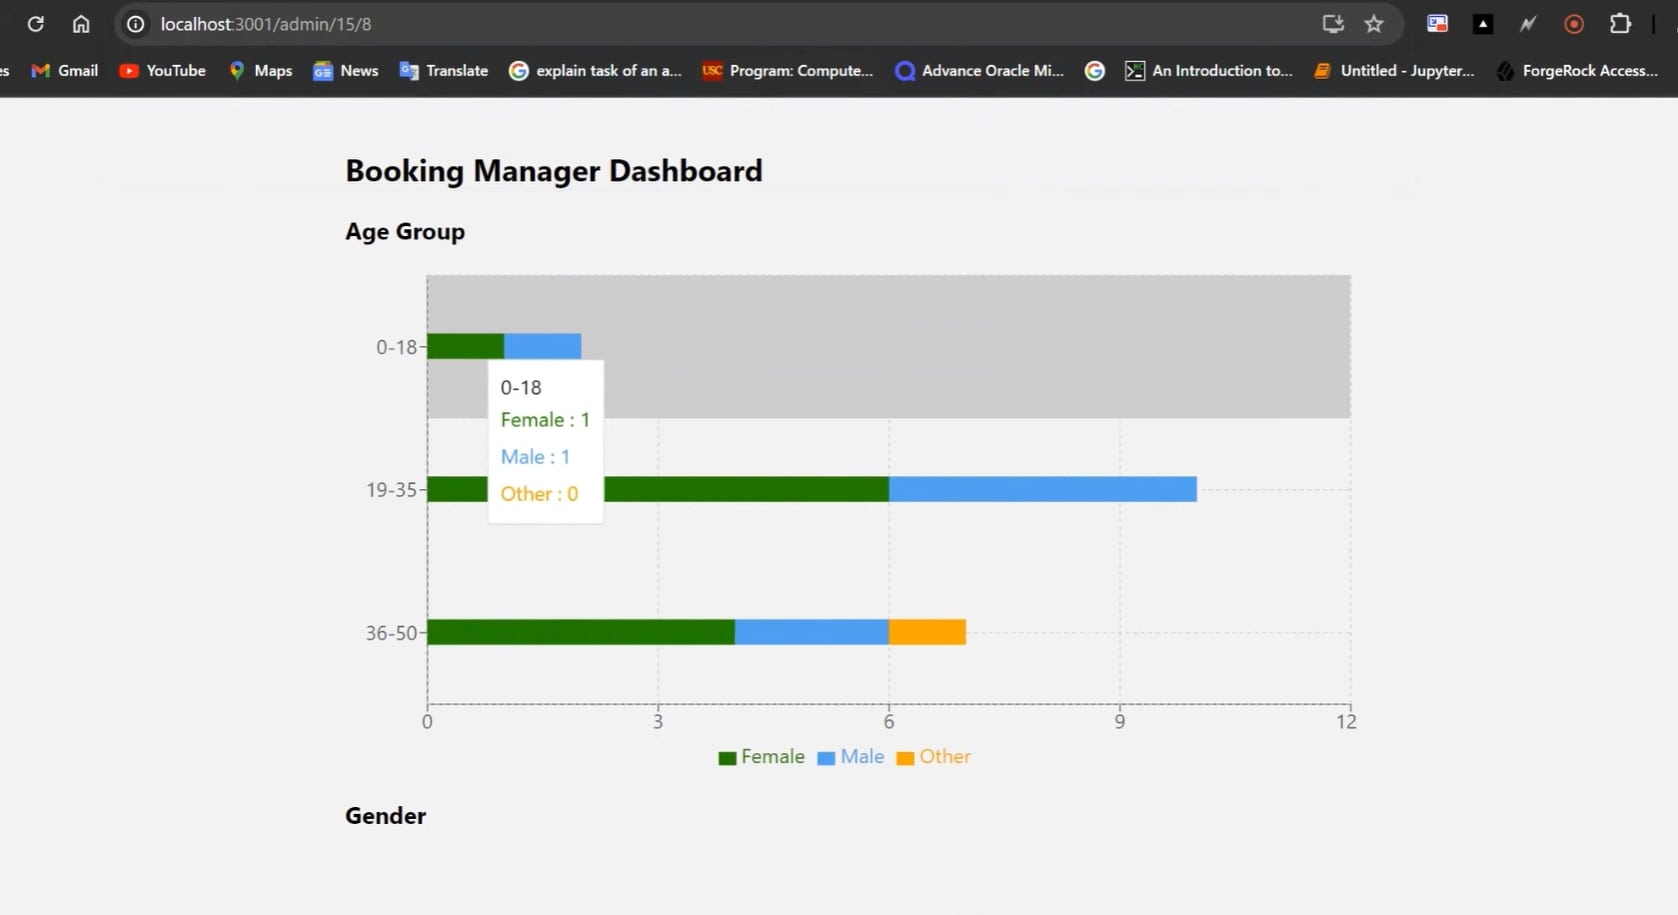 localhost:3001/admin/15/8
es Gmail YouTube Maps News Translate explain task of an a... USC Program: Compute... Advance Oracle Mi... An Introduction to... Untitled - Jupyter... ForgeRock Access...
Booking Manager Dashboard
Age Group
0-18
0-18
Female : 1
Male : 1
Other : 0
19-35
36-50
0 3 6 9 12
Female Male Other
Gender